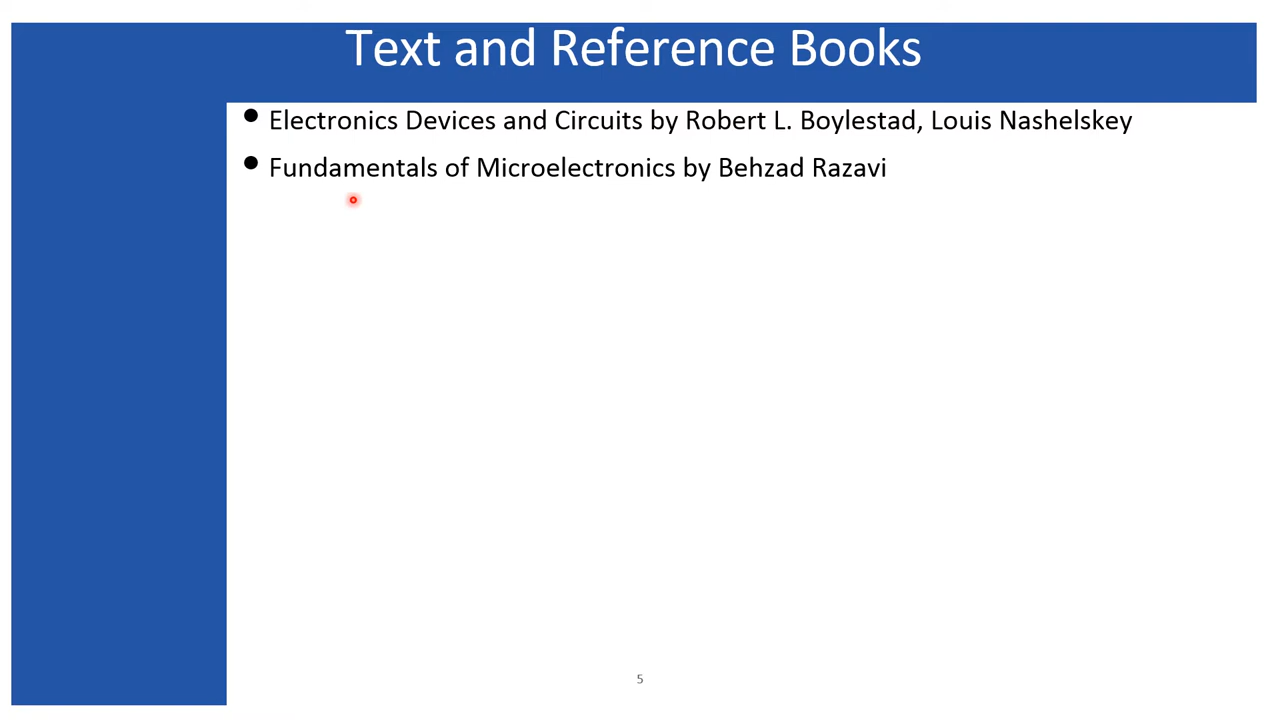 Text and Reference Books
● Electronics Devices and Circuits by Robert L. Boylestad, Louis Nashelskey
● Fundamentals of Microelectronics by Behzad Razavi
5